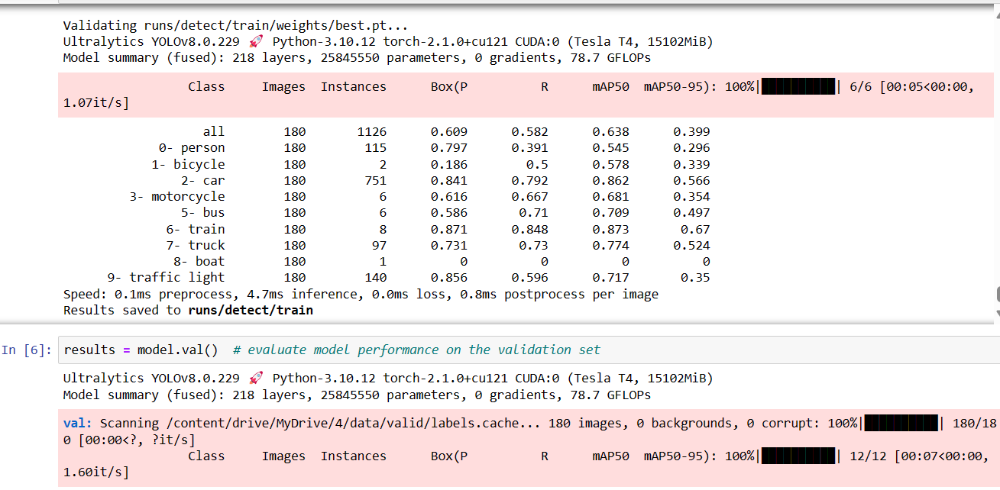 Validating runs/detect/train/weights/best.pt...
Ultralytics YOLOv8.0.229 🚀 Python-3.10.12 torch-2.1.0+cu121 CUDA:0 (Tesla T4, 15102MiB)
Model summary (fused): 218 layers, 25845550 parameters, 0 gradients, 78.7 GFLOPs
Class Images Instances Box(P R mAP50 mAP50-95): 100%|██████████| 6/6 [00:05<00:00,
1.07it/s]
all 180 1126 0.609 0.582 0.638 0.399
0- person 180 115 0.797 0.391 0.545 0.296
1- bicycle 180 2 0.186 0.5 0.578 0.339
2- car 180 751 0.841 0.792 0.862 0.566
3- motorcycle 180 6 0.616 0.667 0.681 0.354
5- bus 180 6 0.586 0.71 0.709 0.497
6- train 180 8 0.871 0.848 0.873 0.67
7- truck 180 97 0.731 0.73 0.774 0.524
8- boat 180 1 0 0 0 0
9- traffic light 180 140 0.856 0.596 0.717 0.35
Speed: 0.1ms preprocess, 4.7ms inference, 0.0ms loss, 0.8ms postprocess per image
Results saved to runs/detect/train
In [6]: results = model.val() # evaluate model performance on the validation set
Ultralytics YOLOv8.0.229 🚀 Python-3.10.12 torch-2.1.0+cu121 CUDA:0 (Tesla T4, 15102MiB)
Model summary (fused): 218 layers, 25845550 parameters, 0 gradients, 78.7 GFLOPs
val: Scanning /content/drive/MyDrive/4/data/valid/labels.cache... 180 images, 0 backgrounds, 0 corrupt: 100%|██████████| 180/18
0 [00:00<?, ?it/s]
Class Images Instances Box(P R mAP50 mAP50-95): 100%|██████████| 12/12 [00:07<00:00,
1.60it/s]